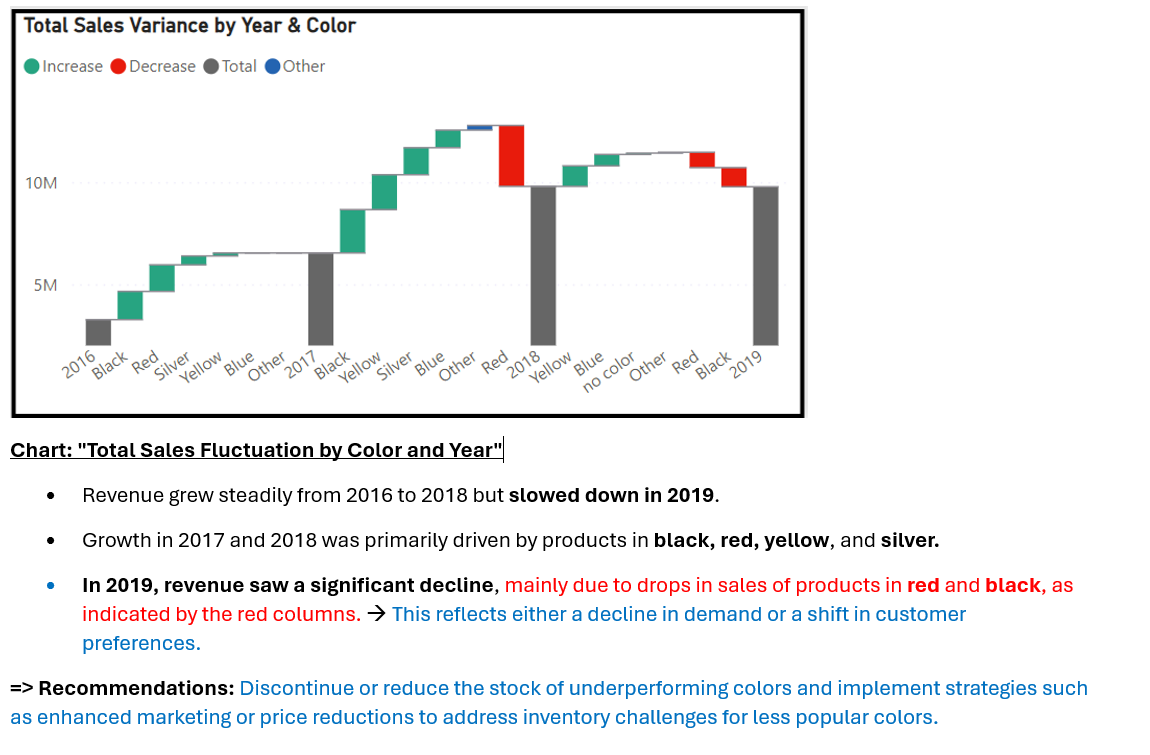 Total Sales Variance by Year & Color
Increase Decrease Total Other
10M
5M
2016 Black Red Silver Yellow Blue Other 2017 Black Yellow Silver Blue Other Red 2018 Yellow Blue no color Other Red Black 2019
Chart: "Total Sales Fluctuation by Color and Year"
• Revenue grew steadily from 2016 to 2018 but slowed down in 2019.
• Growth in 2017 and 2018 was primarily driven by products in black, red, yellow, and silver.
• In 2019, revenue saw a significant decline, mainly due to drops in sales of products in red and black, as
indicated by the red columns. → This reflects either a decline in demand or a shift in customer
preferences.
=> Recommendations: Discontinue or reduce the stock of underperforming colors and implement strategies such
as enhanced marketing or price reductions to address inventory challenges for less popular colors.